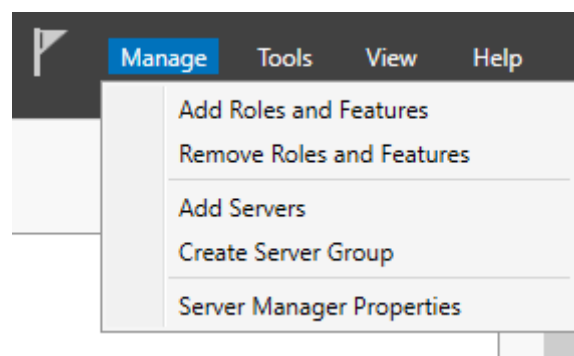 Manage Tools View Help
Add Roles and Features
Remove Roles and Features
Add Servers
Create Server Group
Server Manager Properties